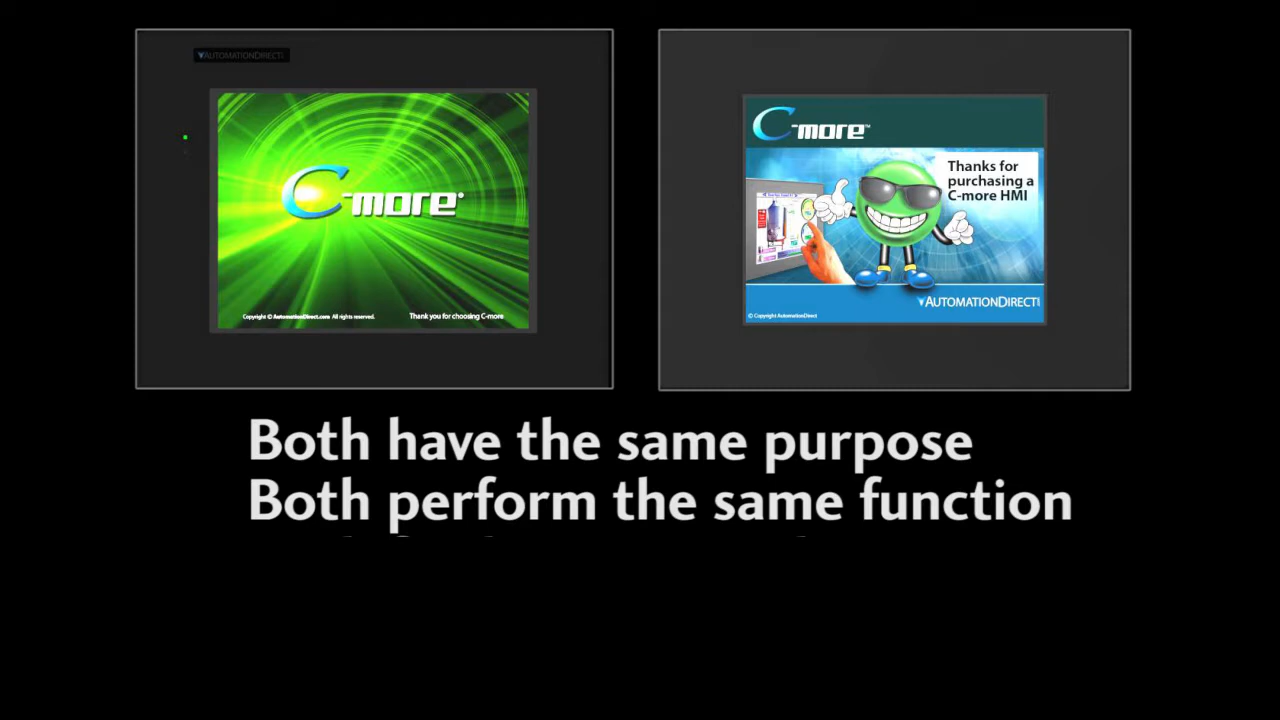 AUTOMATIONDIRECT
C-more®
Copyright © AutomationDirect.com All rights reserved.
Thank you for choosing C-more
C-more™
Thanks for
purchasing a
C-more HMI
AUTOMATIONDIRECT
© Copyright AutomationDirect
Both have the same purpose
Both perform the same function